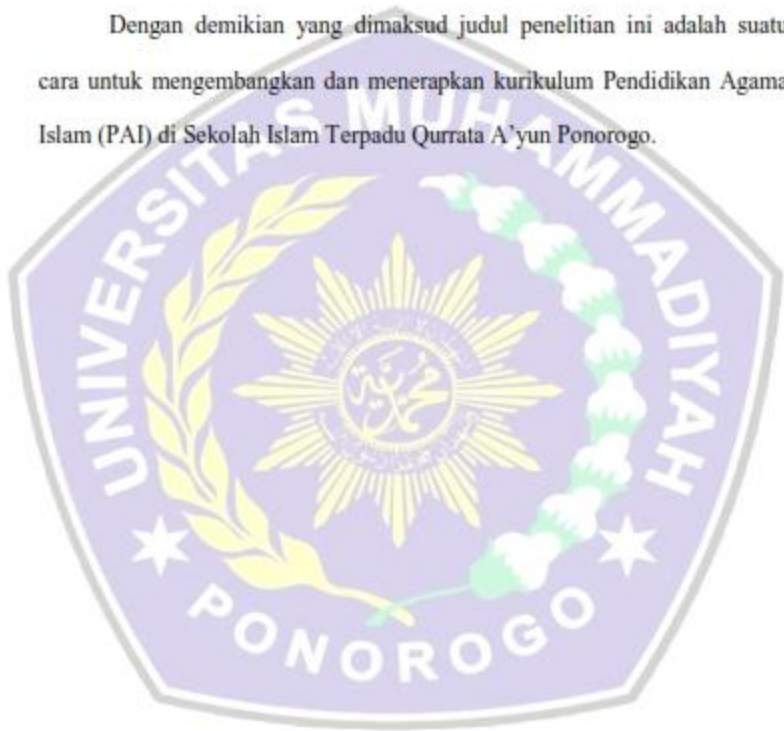 Dengan demikian yang dimaksud judul penelitian ini adalah suatu
cara untuk mengembangkan dan menerapkan kurikulum Pendidikan Agama
Islam (PAI) di Sekolah Islam Terpadu Qurrata A'yun Ponorogo.
UNIVERSITAS MUHAMMADIYAH
محمدية
PONOROGO